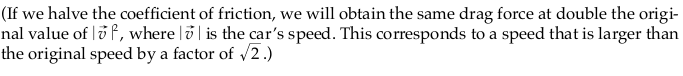 (If we halve the coefficient of friction, we will obtain the same drag force at double the origi-
nal value of |v⃗|², where |v⃗| is the car's speed. This corresponds to a speed that is larger than
the original speed by a factor of √2.)